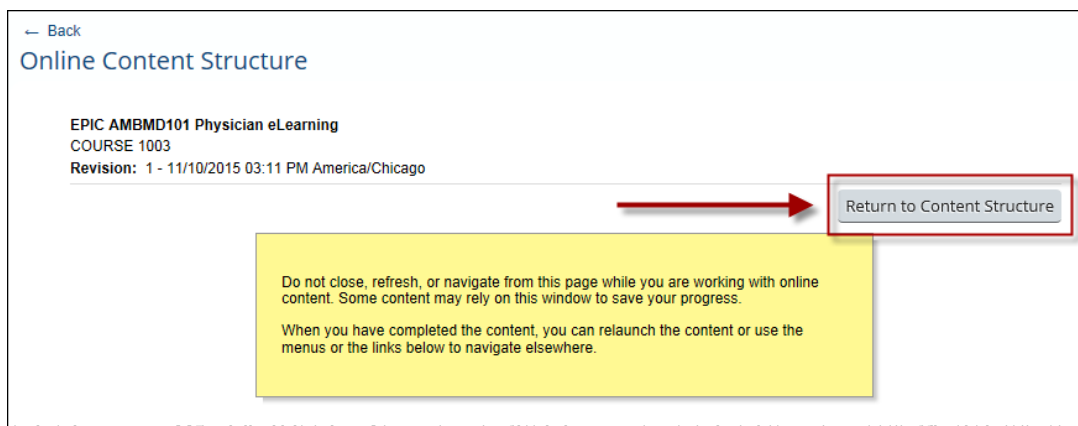 ← Back
Online Content Structure
EPIC AMBMD101 Physician eLearning
COURSE 1003
Revision: 1 - 11/10/2015 03:11 PM America/Chicago
Return to Content Structure
Do not close, refresh, or navigate from this page while you are working with online
content. Some content may rely on this window to save your progress.
When you have completed the content, you can relaunch the content or use the
menus or the links below to navigate elsewhere.